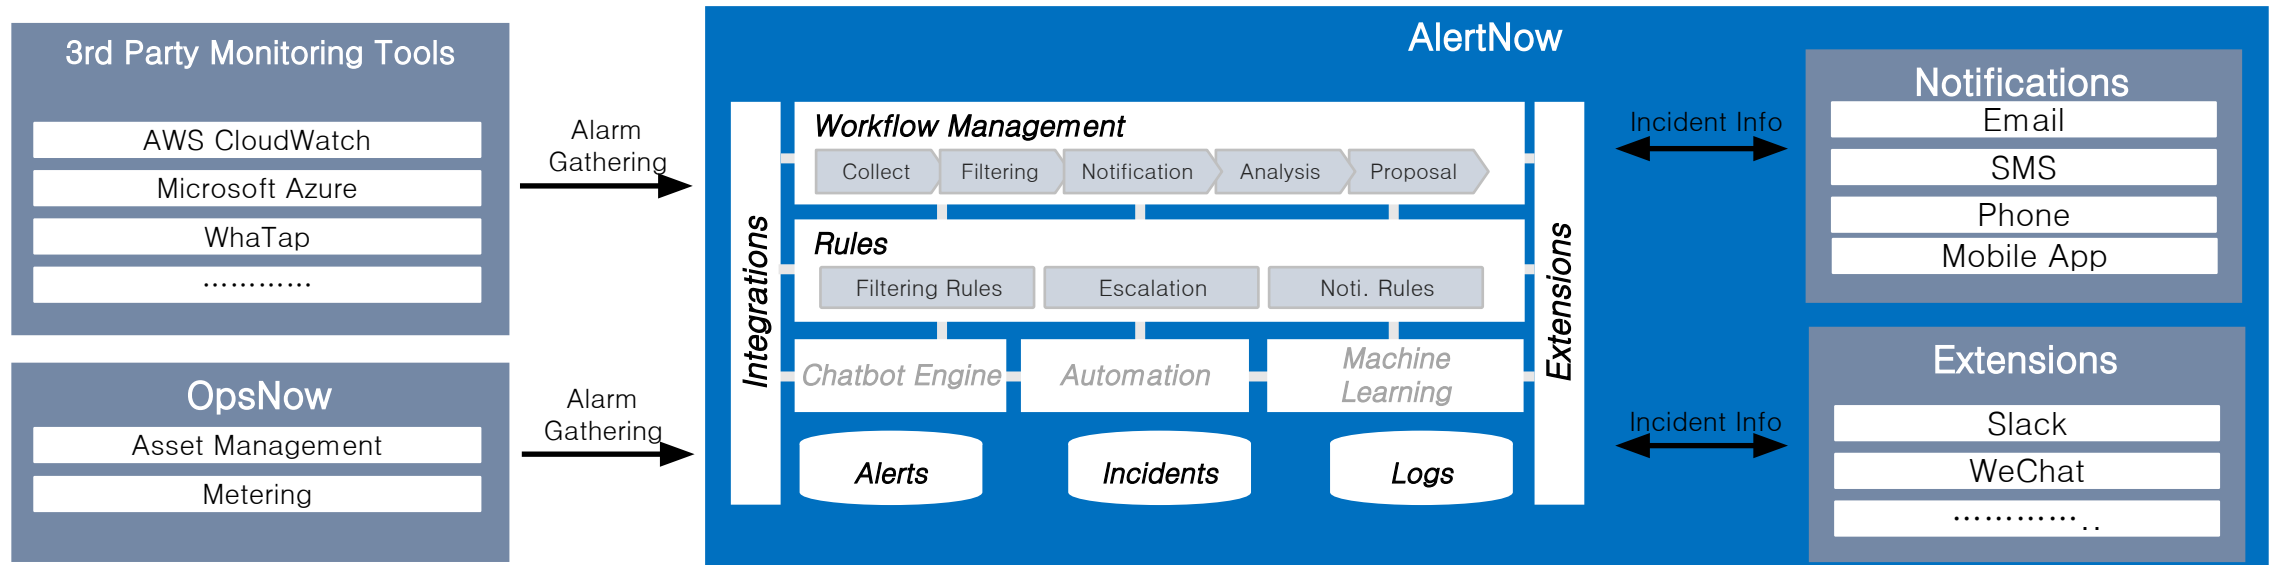 3rd Party Monitoring Tools
AWS CloudWatch
Microsoft Azure
WhaTap
…………
OpsNow
Asset Management
Metering
Alarm
Gathering
Alarm
Gathering
AlertNow
Integrations
Workflow Management
Collect
Filtering
Notification
Analysis
Proposal
Rules
Filtering Rules
Escalation
Noti. Rules
Chatbot Engine
Automation
Machine
Learning
Alerts
Incidents
Logs
Extensions
Incident Info
Incident Info
Notifications
Email
SMS
Phone
Mobile App
Extensions
Slack
WeChat
…………..